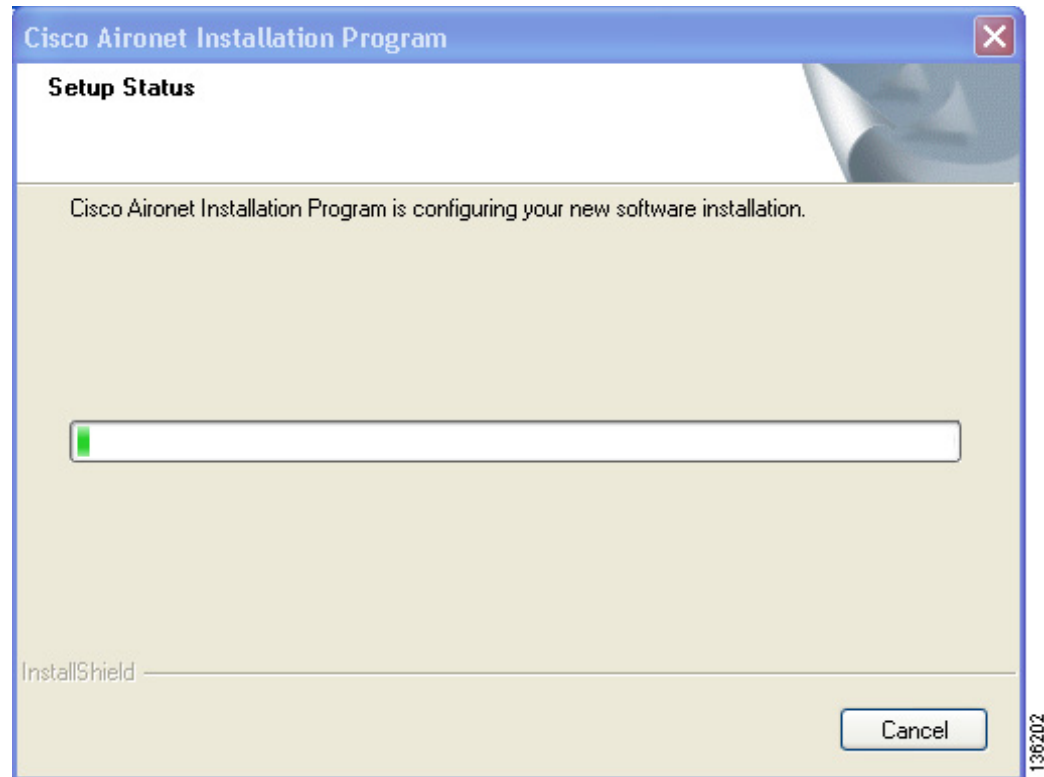 Cisco Aironet Installation Program
Setup Status
Cisco Aironet Installation Program is configuring your new software installation.
InstallShield
Cancel
136202